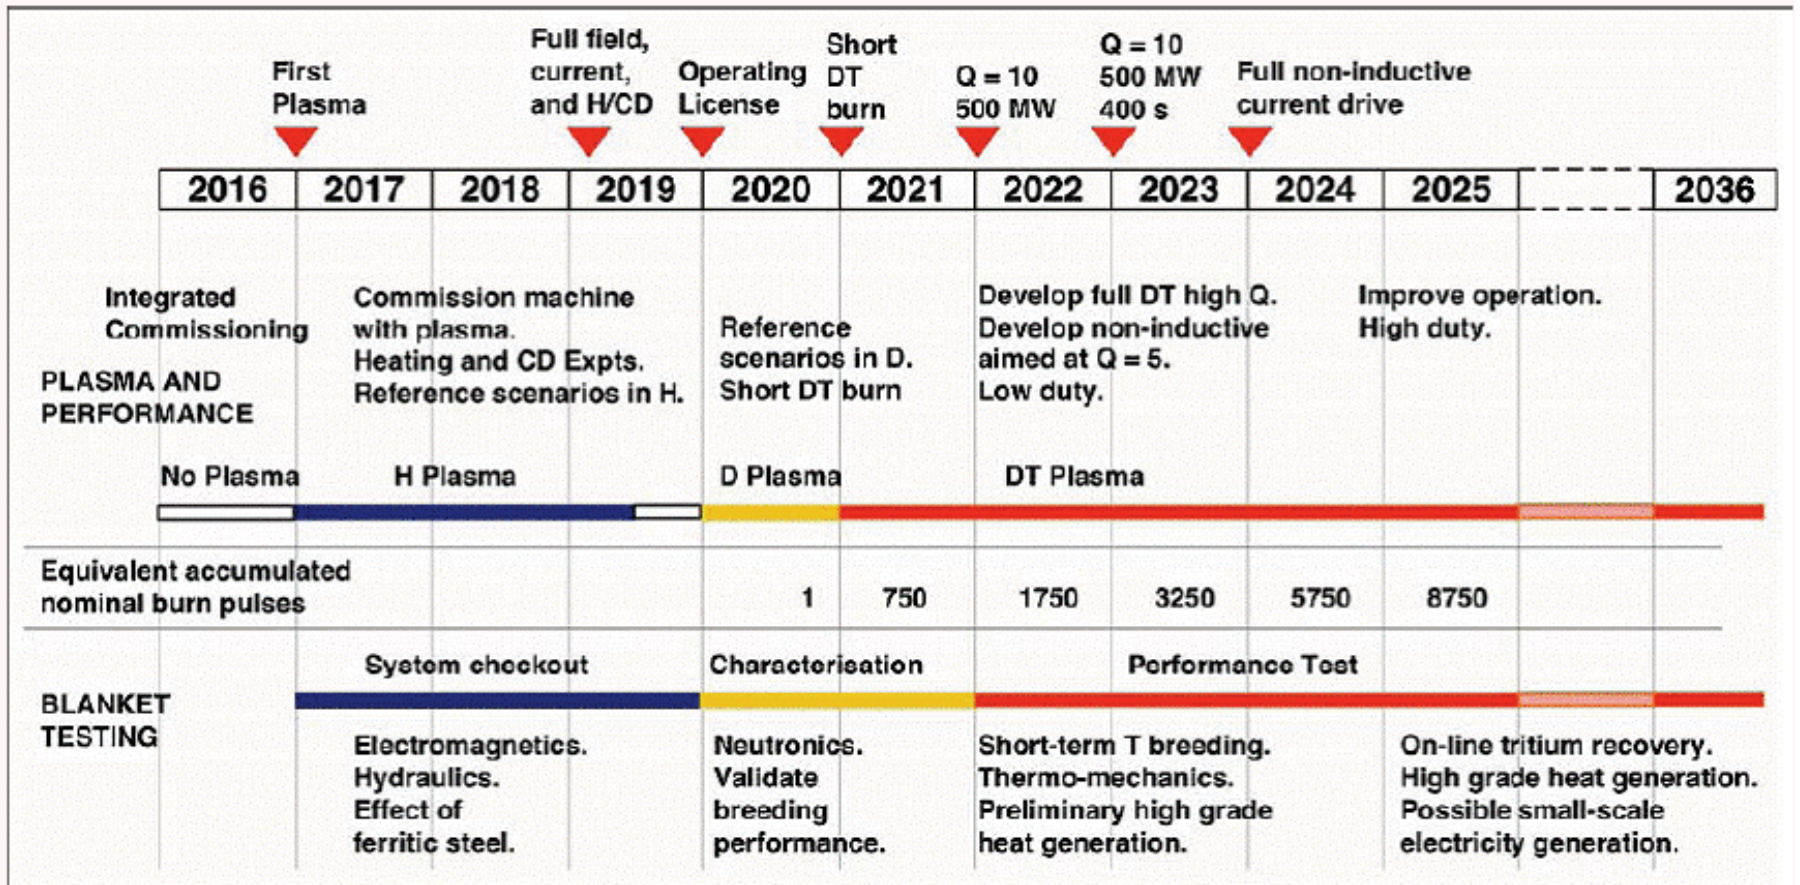 First
Plasma
Full field,
current,
and H/CD
Operating
License
Short
DT
burn
Q = 10
500 MW
Q = 10
500 MW
400 s
Full non-inductive
current drive
2016 2017 2018 2019 2020 2021 2022 2023 2024 2025 2036
Integrated
Commissioning
Commission machine
with plasma.
Heating and CD Expts.
Reference scenarios in H.
Reference
scenarios in D.
Short DT burn
Develop full DT high Q.
Develop non-inductive
aimed at Q = 5.
Low duty.
Improve operation.
High duty.
PLASMA AND
PERFORMANCE
No Plasma H Plasma D Plasma DT Plasma
Equivalent accumulated
nominal burn pulses
1 750 1750 3250 5750 8750
System checkout Characterisation Performance Test
BLANKET
TESTING
Electromagnetics.
Hydraulics.
Effect of
ferritic steel.
Neutronics.
Validate
breeding
performance.
Short-term T breeding.
Thermo-mechanics.
Preliminary high grade
heat generation.
On-line tritium recovery.
High grade heat generation.
Possible small-scale
electricity generation.